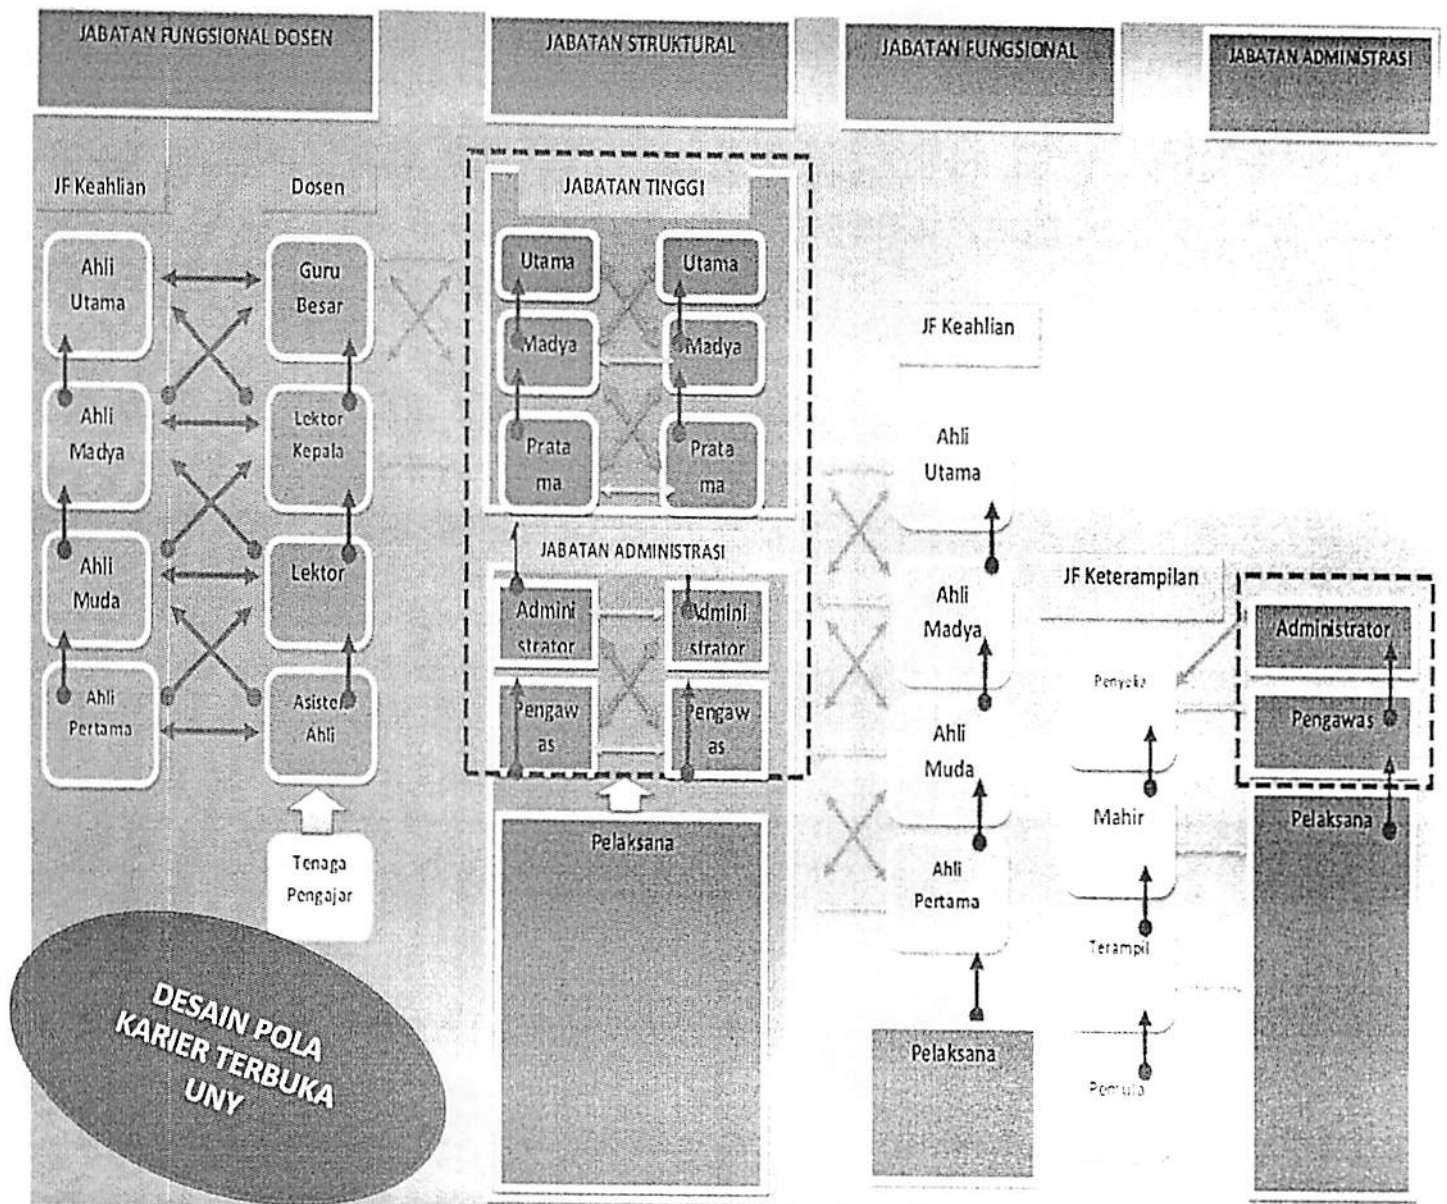 JABATAN FUNGSIONAL DOSEN
JABATAN STRUKTURAL
JABATAN FUNGSIONAL
JABATAN ADMINISTRASI
JF Keahlian
Dosen
Ahli
Utama
Ahli
Madya
Ahli
Muda
Ahli
Pertama
Guru
Besar
Lektor
Kepala
Lektor
Asisten
Ahli
Tenaga
Pengajar
JABATAN TINGGI
Utama
Utama
Madya
Madya
Prata
ma
Prata
ma
JABATAN ADMINISTRASI
Admini
strator
Admini
strator
Pengaw
as
Pengaw
as
Pelaksana
JF Keahlian
Ahli
Utama
Ahli
Madya
Ahli
Muda
Ahli
Pertama
Pelaksana
JF Keterampilan
Penyelia
Mahir
Terampil
Pemula
Administrator
Pengawas
Pelaksana
DESAIN POLA
KARIER TERBUKA
UNY